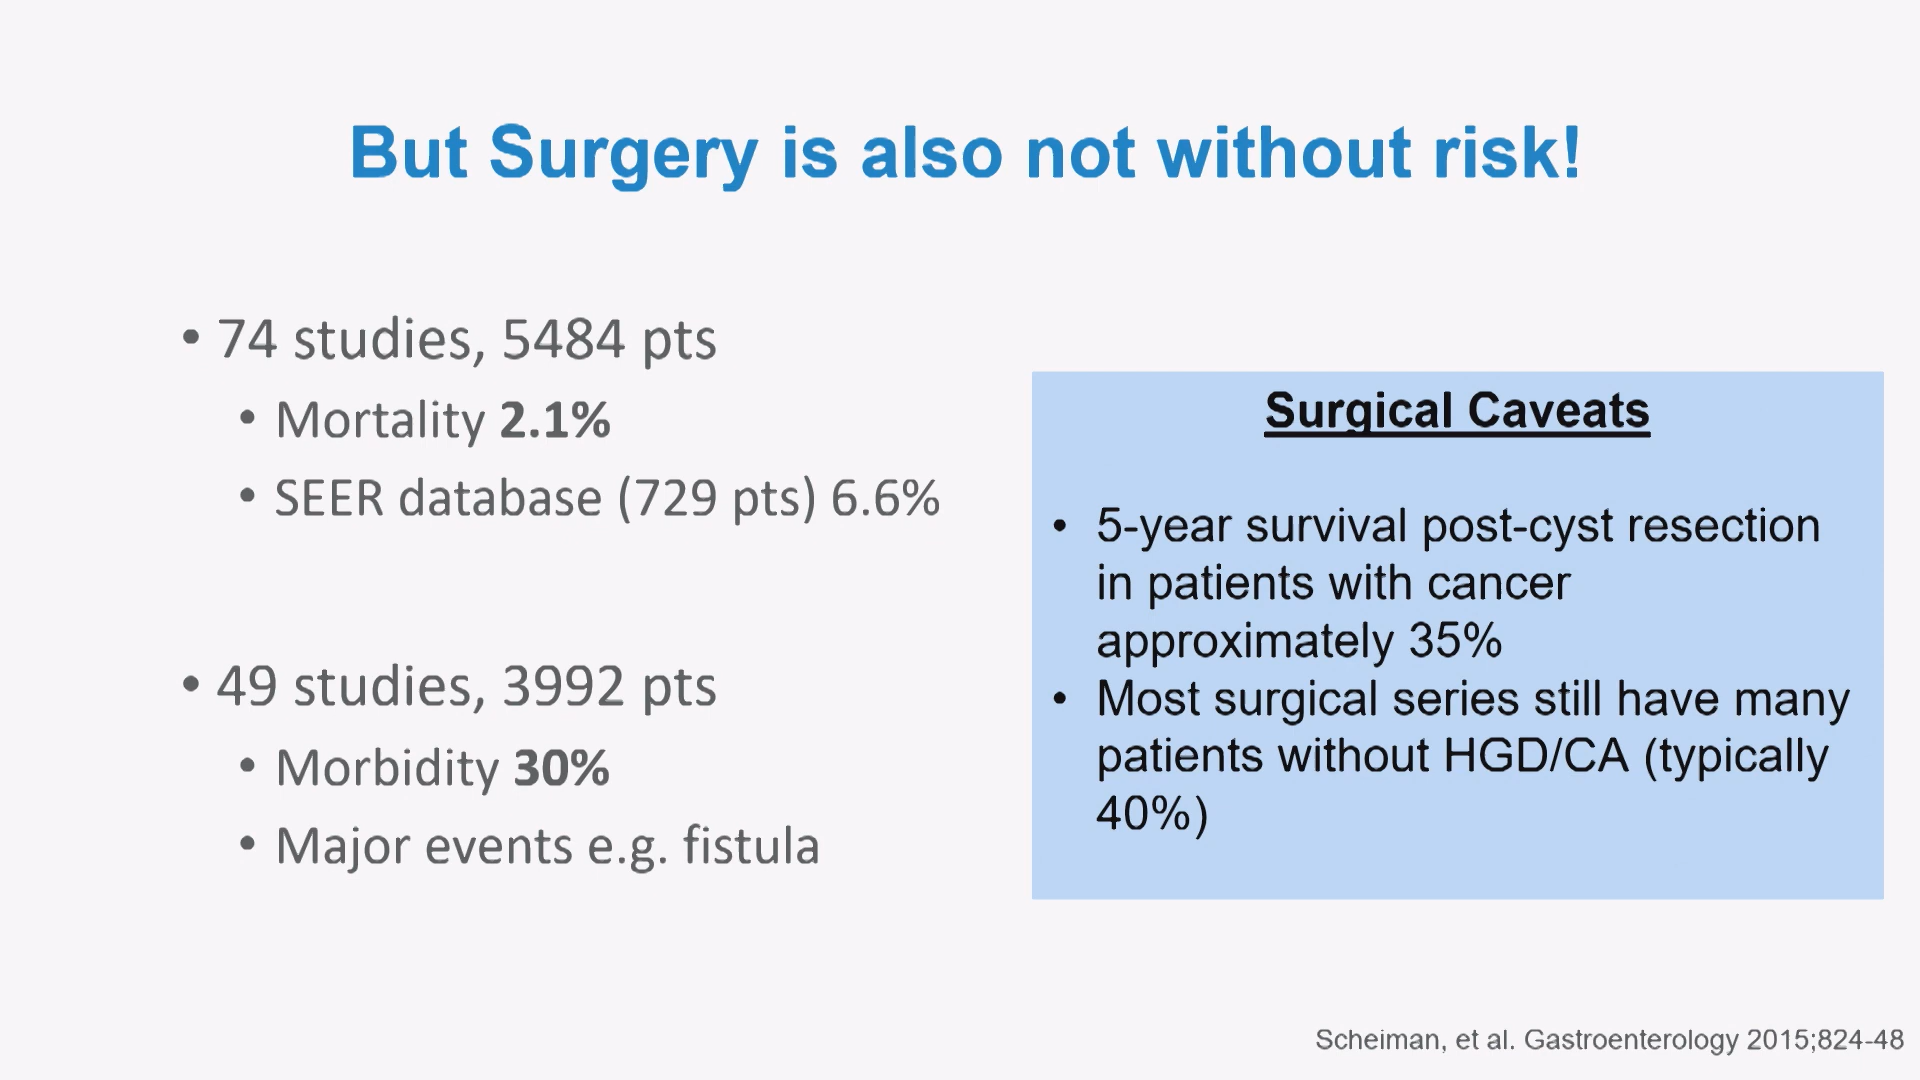 But Surgery is also not without risk!
• 74 studies, 5484 pts
• Mortality 2.1%
• SEER database (729 pts) 6.6%
• 49 studies, 3992 pts
• Morbidity 30%
• Major events e.g. fistula
Surgical Caveats
• 5-year survival post-cyst resection
in patients with cancer
approximately 35%
• Most surgical series still have many
patients without HGD/CA (typically
40%)
Scheiman, et al. Gastroenterology 2015;824-48